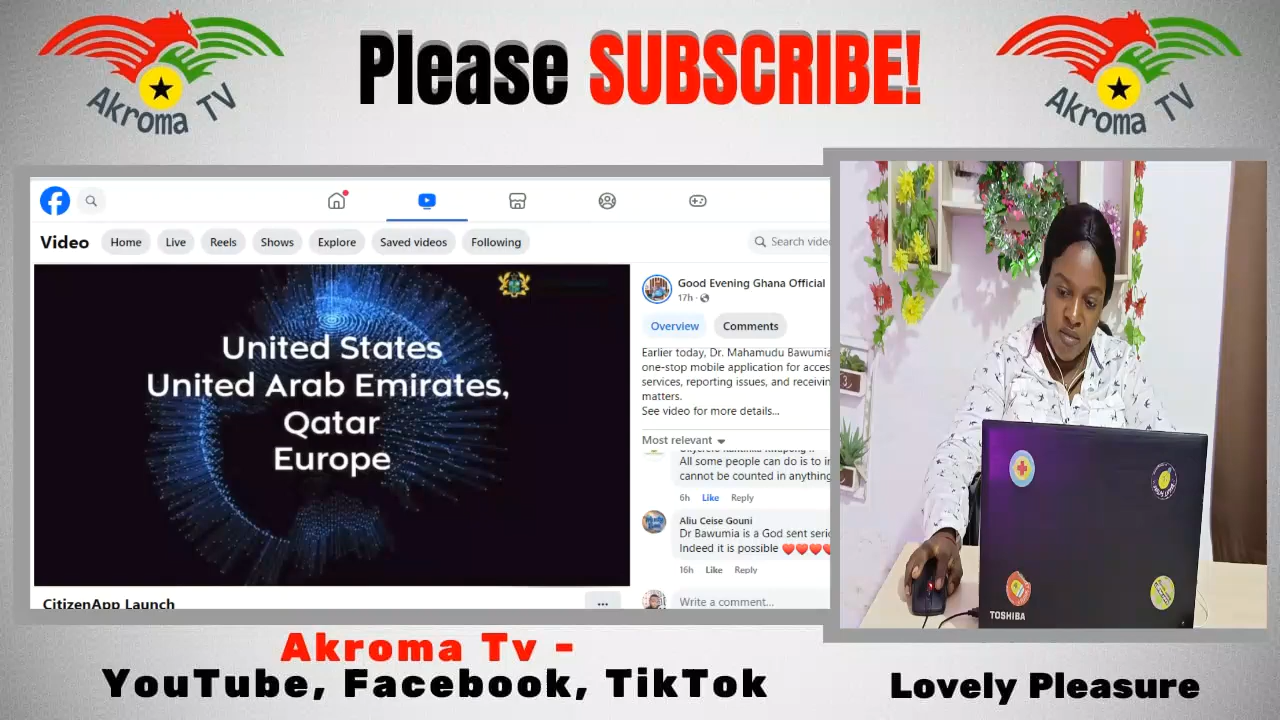 Akroma TV
Please SUBSCRIBE!
Akroma TV
Video
Home
Live
Reels
Shows
Explore
Saved videos
Following
Search video
United States
United Arab Emirates,
Qatar
Europe
Good Evening Ghana Official
17h
Overview
Comments
Earlier today, Dr. Mahamudu Bawumia
one-stop mobile application for acces
services, reporting issues, and receivin
matters.
See video for more details...
Most relevant
All some people can do is to in
cannot be counted in anything
6h Like Reply
Aliu Ceise Gouni
Dr Bawumia is a God sent serio
Indeed it is possible ❤❤❤❤
16h Like Reply
Write a comment...
CitizenApp Launch
...
TOSHIBA
Akroma Tv -
YouTube, Facebook, TikTok
Lovely Pleasure